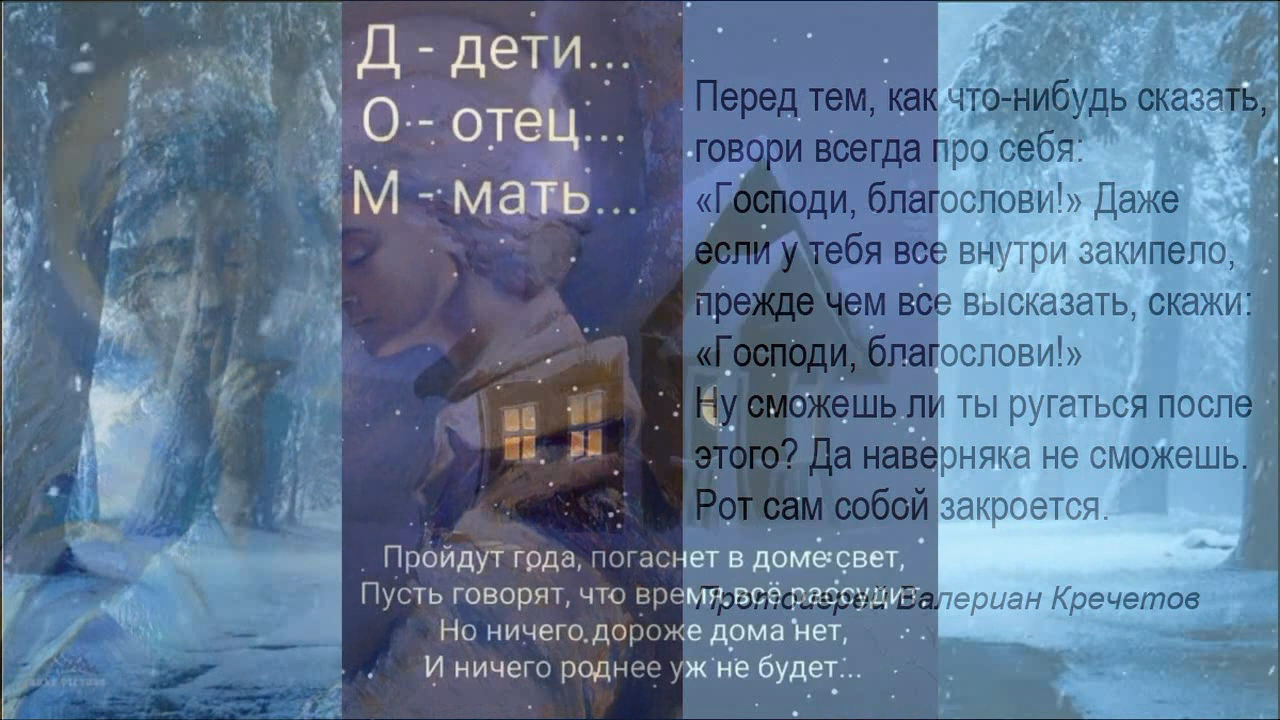 Д - дети...
О - отец...
М - мать...
Перед тем, как что-нибудь сказать,
говори всегда про себя:
«Господи, благослови!» Даже
если у тебя все внутри закипело,
прежде чем все высказать, скажи:
«Господи, благослови!»
Ну сможешь ли ты ругаться после
этого? Да наверняка не сможешь.
Рот сам собой закроется.
Протоиерей Валериан Кречетов
Пройдут года, погаснет в доме свет,
Пусть говорят, что время всё рассудит,
Но ничего дороже дома нет,
И ничего роднее уж не будет...